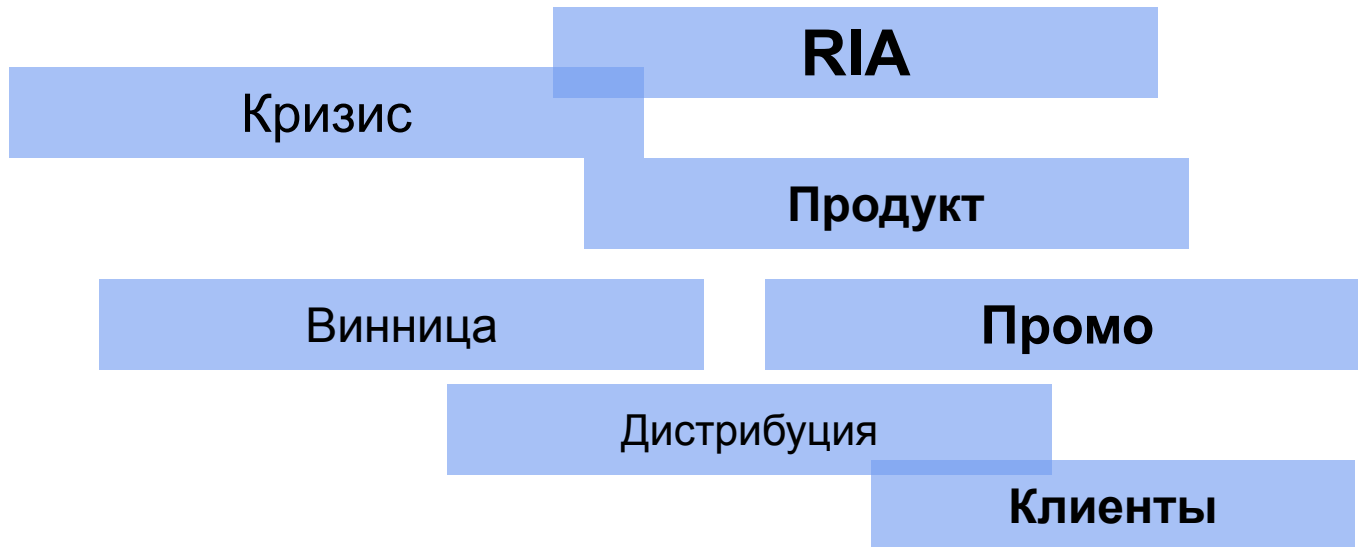 RIA
Кризис
Продукт
Винница
Промо
Дистрибуция
Клиенты